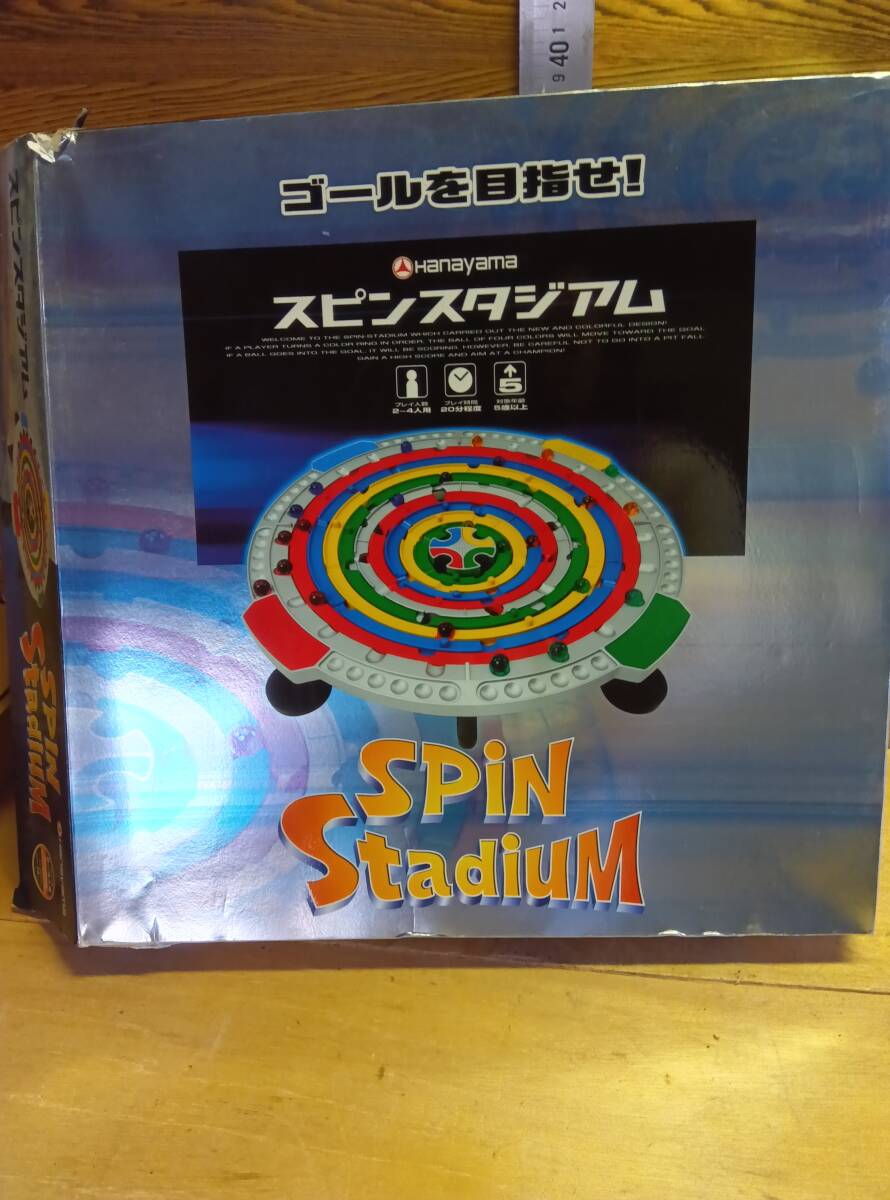 9 40 1 2
ゴールを目指せ!
Hanayama
スピンスタジアム
WELCOME TO THE SPIN-STADIUM WHICH CARRIED OUT THE NEW AND COLORFUL DESIGN!
IF A PLAYER TURNS A COLOR RING IN ORDER, THE BALL OF FOUR COLORS WILL MOVE TOWARD THE GOAL
IF A BALL GOES INTO THE GOAL, IT WILL BE SCORING. HOWEVER, BE CAREFUL NOT TO GO INTO A PIT FALL
GAIN A HIGH SCORE AND AIM AT A CHAMPION!
5
プレイ人数
2~4人用
プレイ時間
20分程度
対象年齢
5歳以上
SPiN
StadiuM
スピンスタジアム
SPiN
StadiuM